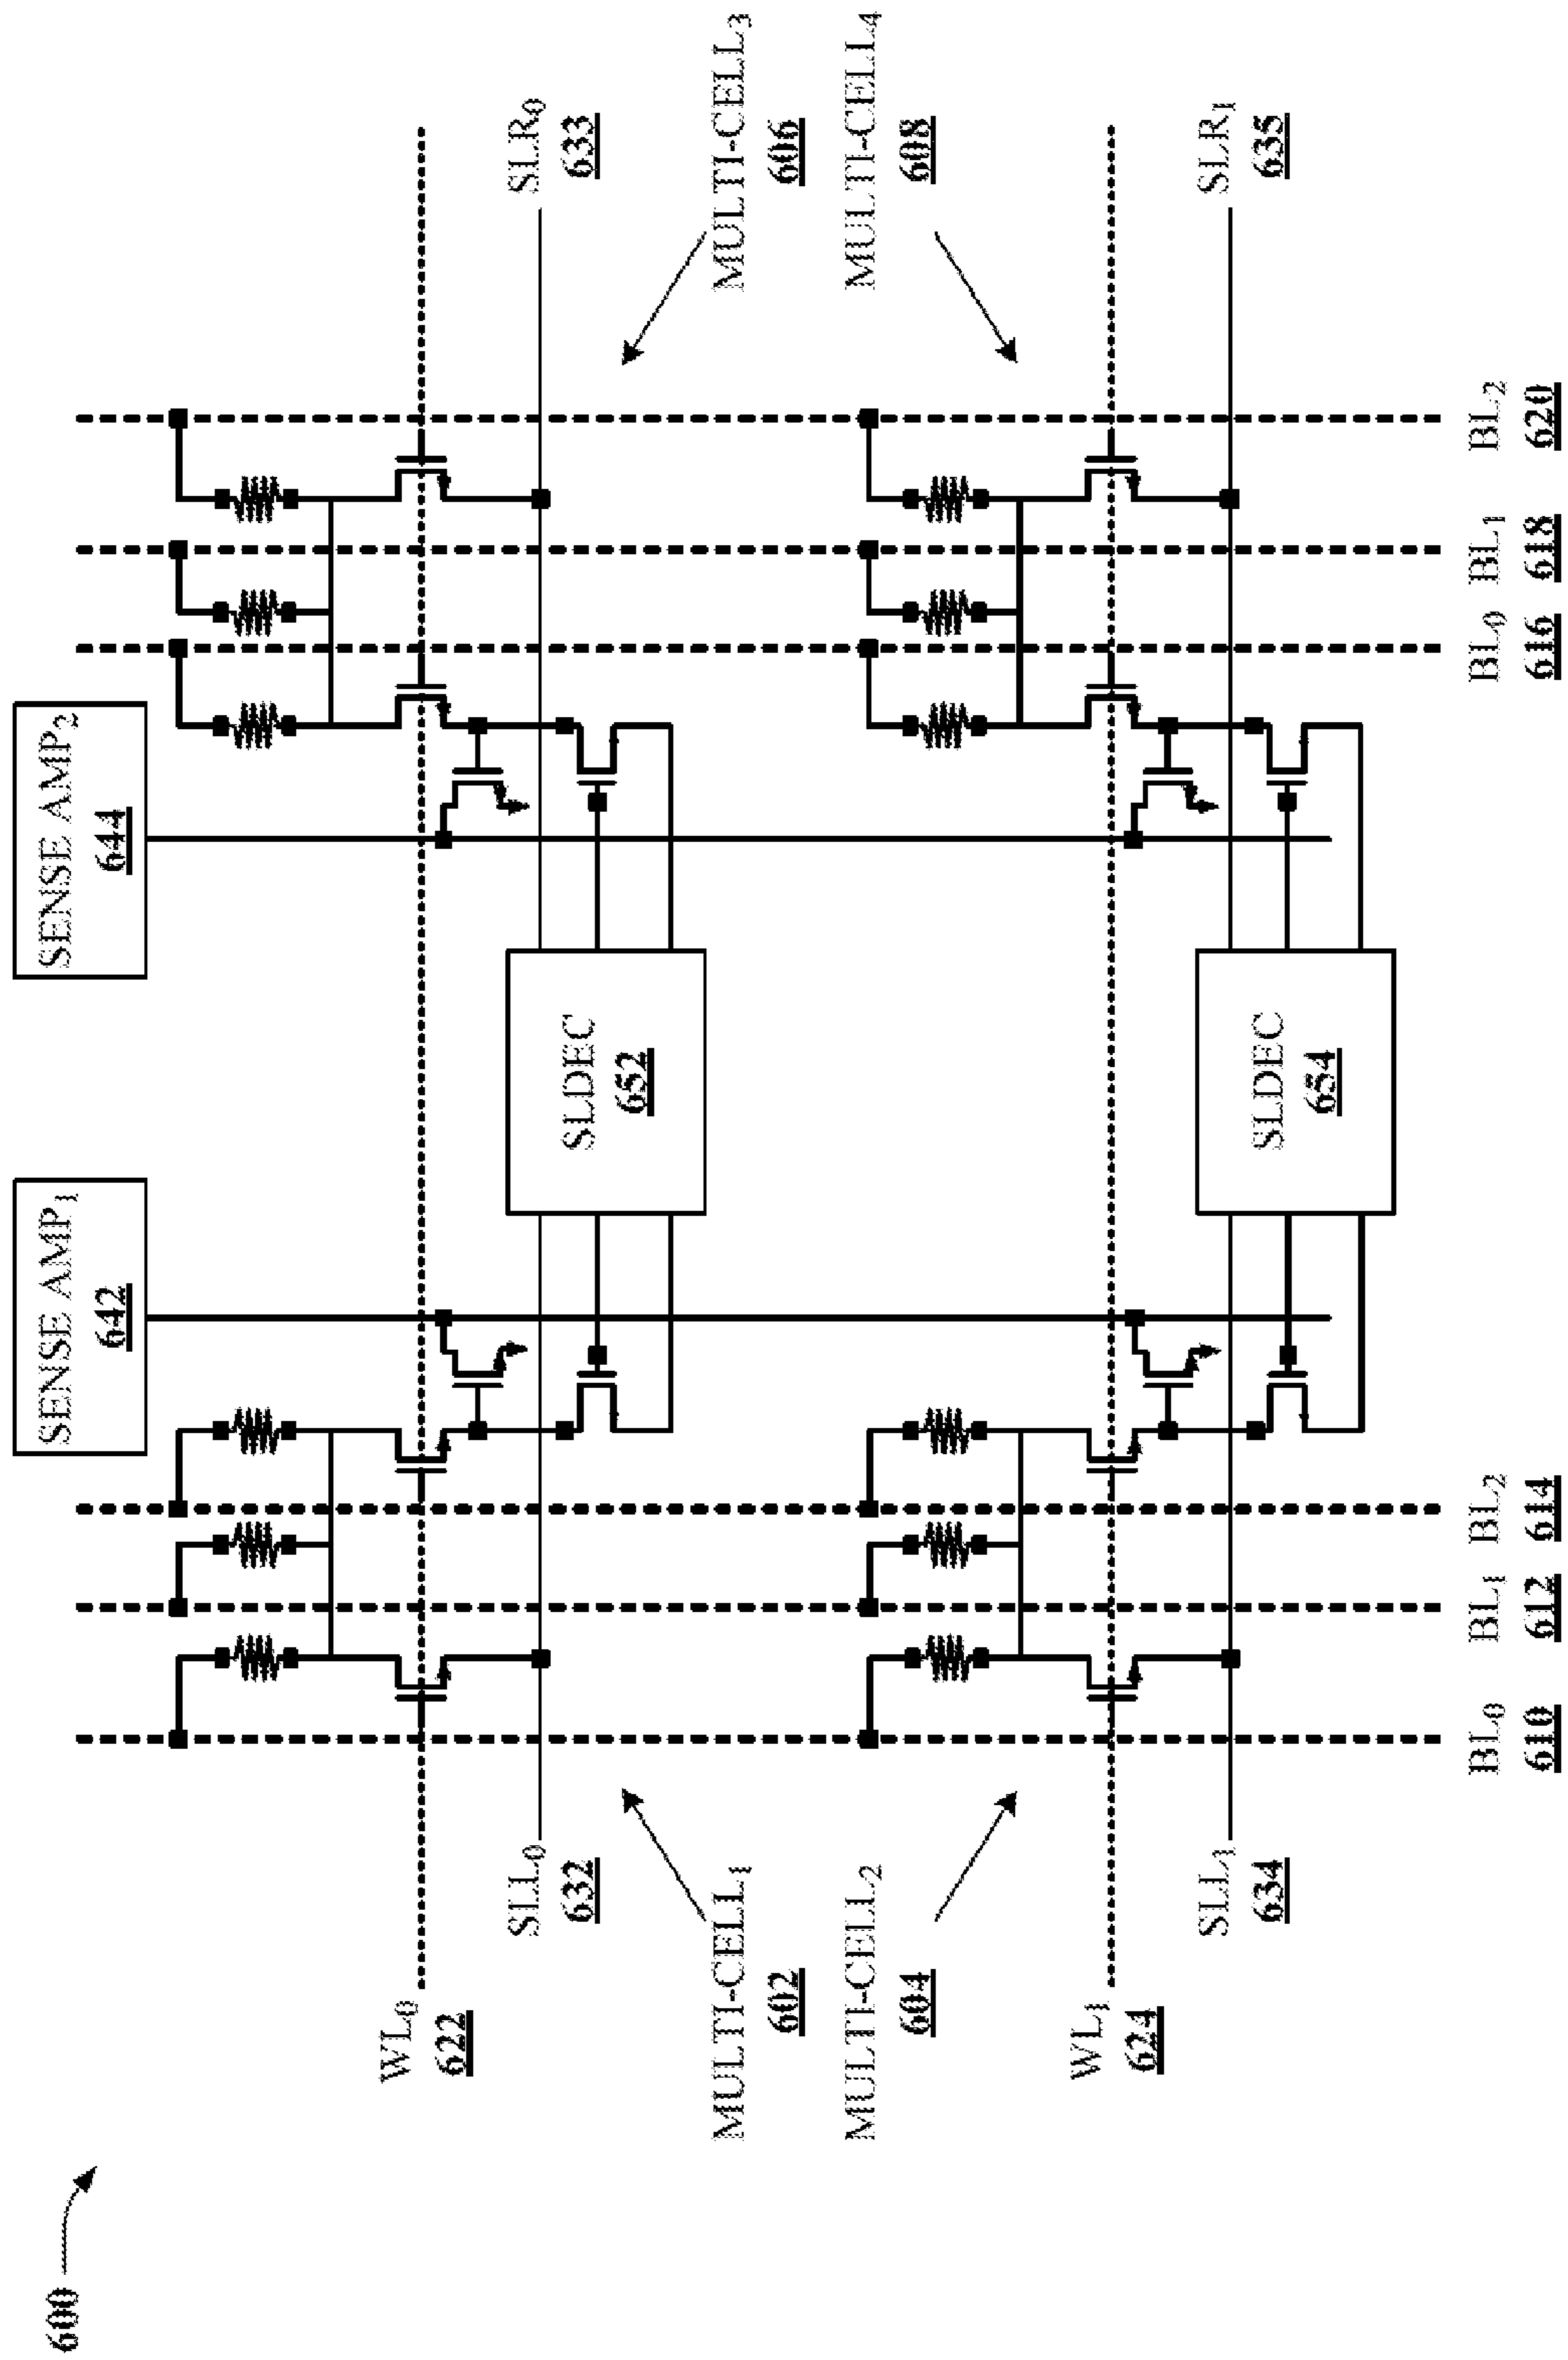 600
SENSE AMP1
642
SENSE AMP2
644
WL0
622
SLL0
632
SLDEC
652
SLR0
633
MULTI-CELL1
602
MULTI-CELL3
606
MULTI-CELL2
604
MULTI-CELL4
608
WL1
624
SLL1
634
SLDEC
654
SLR1
635
BL0
610
BL1
612
BL2
614
BL0
616
BL1
618
BL2
620